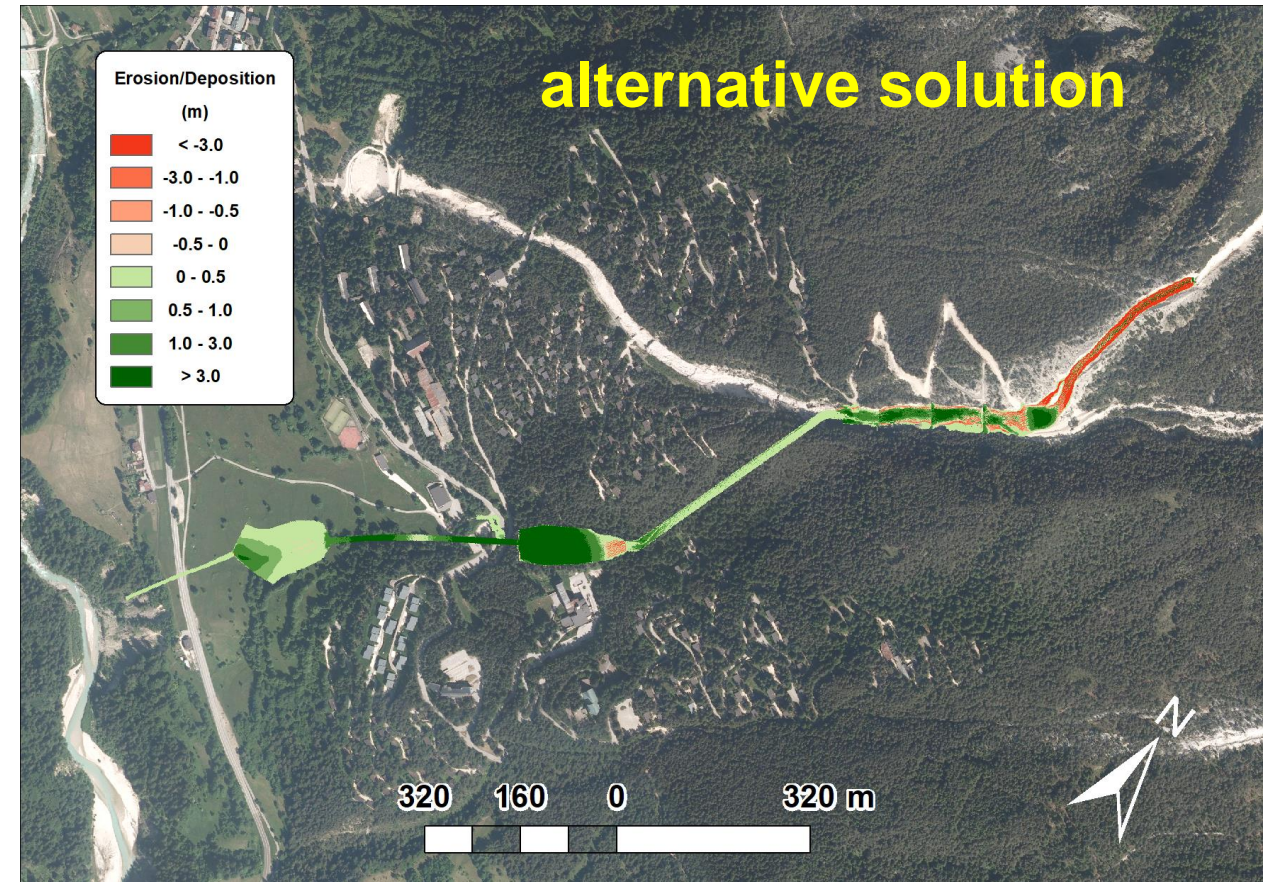 alternative solution
Erosion/Deposition
(m)
< -3.0
-3.0 - -1.0
-1.0 - -0.5
-0.5 - 0
0 - 0.5
0.5 - 1.0
1.0 - 3.0
> 3.0
N
320 160 0 320 m